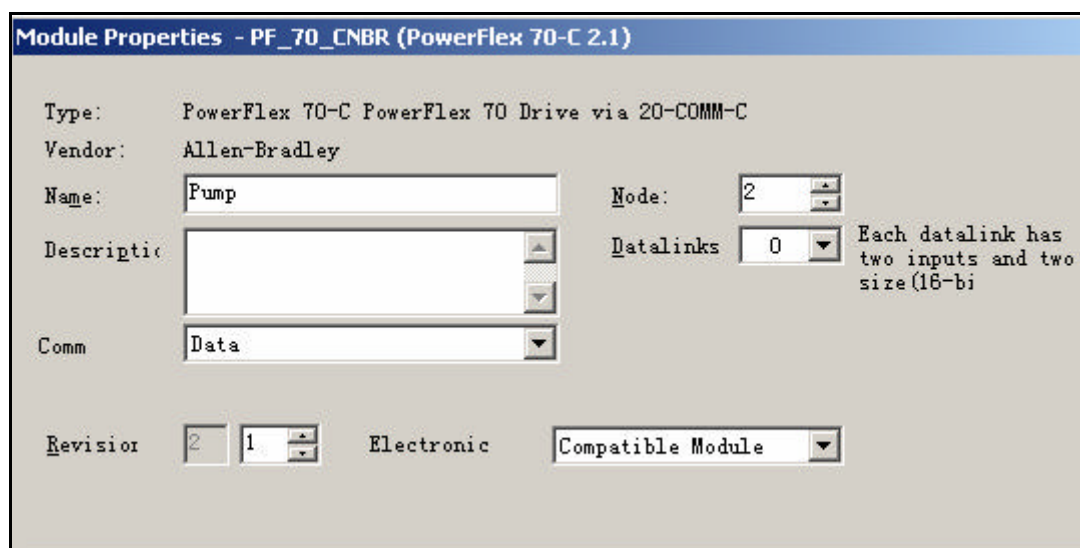 Module Properties - PF_70_CNBR (PowerFlex 70-C 2.1)
Type: PowerFlex 70-C PowerFlex 70 Drive via 20-COMM-C
Vendor: Allen-Bradley
Name: Pump Node: 2
Descriptic Datalinks 0 Each datalink has
two inputs and two
size(16-bi
Comm Data
Revisior 2 1 Electronic Compatible Module